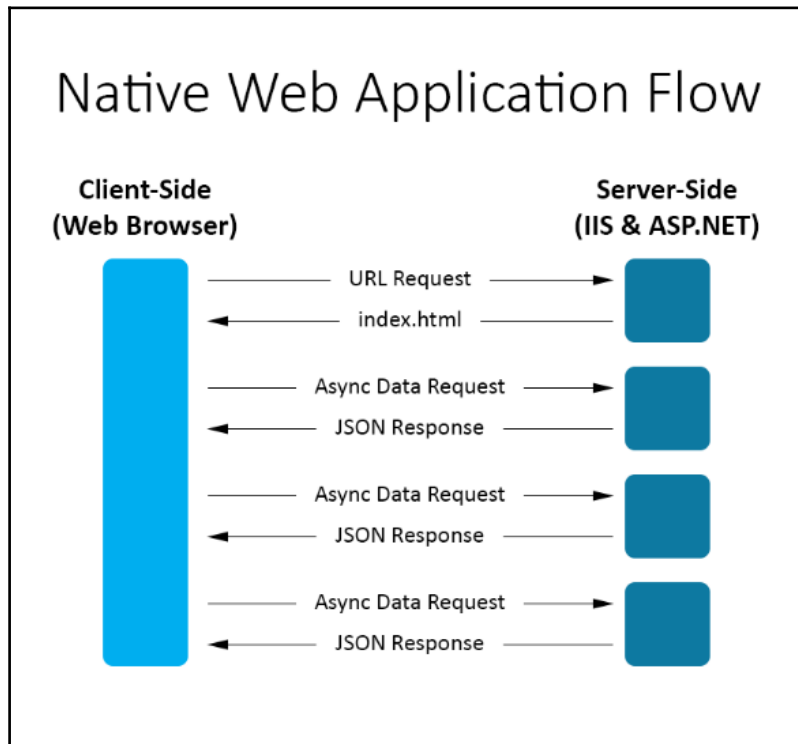 Native Web Application Flow
Client-Side
(Web Browser)
Server-Side
(IIS & ASP.NET)
URL Request
index.html
Async Data Request
JSON Response
Async Data Request
JSON Response
Async Data Request
JSON Response